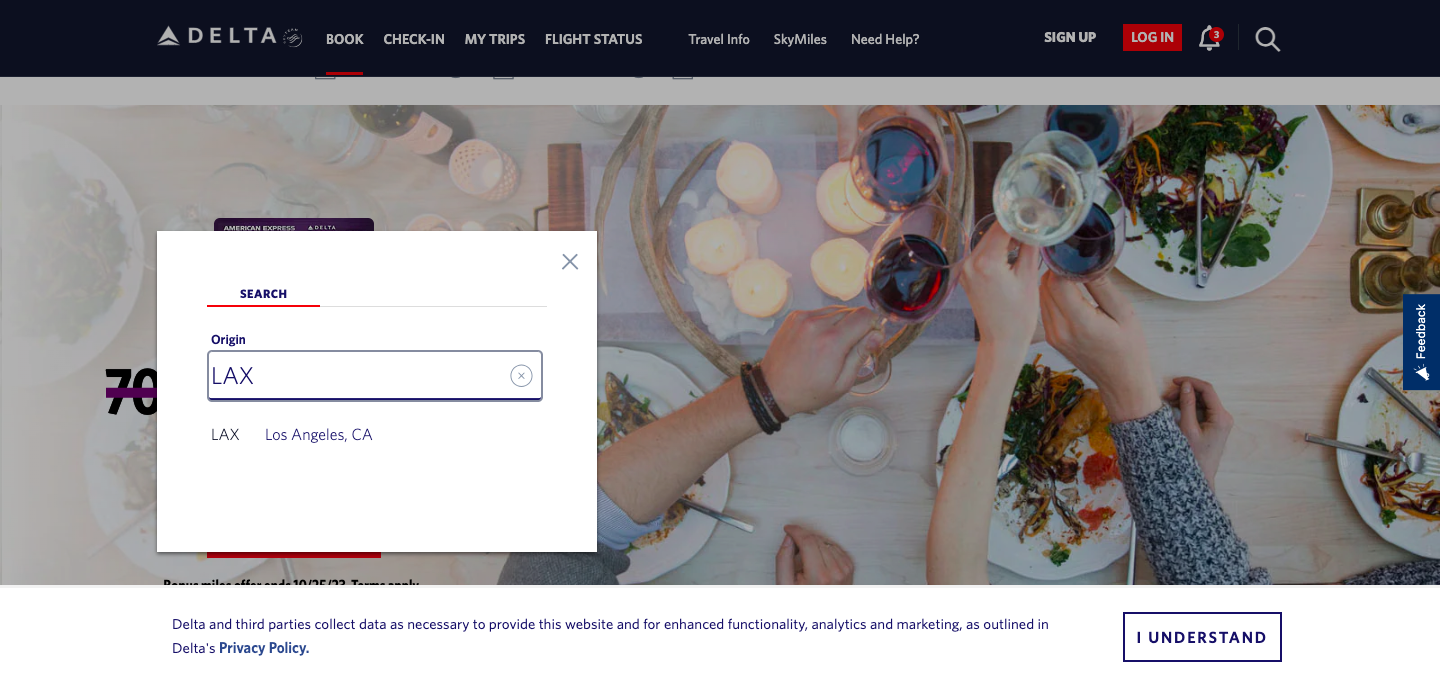 DELTA
BOOK
CHECK-IN
MY TRIPS
FLIGHT STATUS
Travel Info
SkyMiles
Need Help?
SIGN UP
LOG IN
3
AMERICAN EXPRESS DELTA
SEARCH
Origin
LAX
LAX Los Angeles, CA
70
Feedback
Bonus miles offer ends 10/25/23. Terms apply.
Delta and third parties collect data as necessary to provide this website and for enhanced functionality, analytics and marketing, as outlined in
Delta's Privacy Policy.
I UNDERSTAND